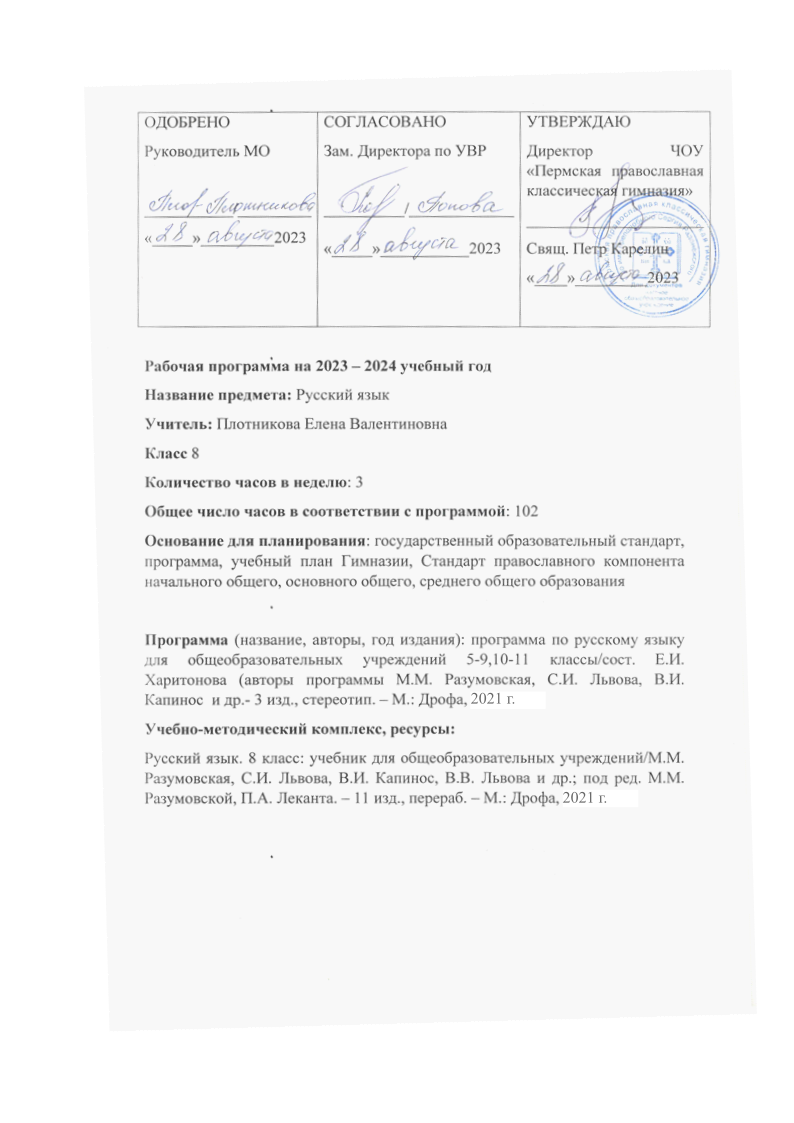 ОДОБРЕНО
Руководитель МО
Плотникова
«28» августа 2023
СОГЛАСОВАНО
Зам. Директора по УВР
/ Попова
«28» августа 2023
УТВЕРЖДАЮ
Директор ЧОУ
«Пермская православная
классическая гимназия»
Свящ. Петр Карелин
«28» августа 2023
Рабочая программа на 2023 – 2024 учебный год
Название предмета: Русский язык
Учитель: Плотникова Елена Валентиновна
Класс 8
Количество часов в неделю: 3
Общее число часов в соответствии с программой: 102
Основание для планирования: государственный образовательный стандарт,
программа, учебный план Гимназии, Стандарт православного компонента
начального общего, основного общего, среднего общего образования
Программа (название, авторы, год издания): программа по русскому языку
для общеобразовательных учреждений 5-9,10-11 классы/сост. Е.И.
Харитонова (авторы программы М.М. Разумовская, С.И. Львова, В.И.
Капинос и др.- 3 изд., стереотип. – М.: Дрофа, 2021 г.
Учебно-методический комплекс, ресурсы:
Русский язык. 8 класс: учебник для общеобразовательных учреждений/М.М.
Разумовская, С.И. Львова, В.И. Капинос, В.В. Львова и др.; под ред. М.М.
Разумовской, П.А. Леканта. – 11 изд., перераб. – М.: Дрофа, 2021 г.